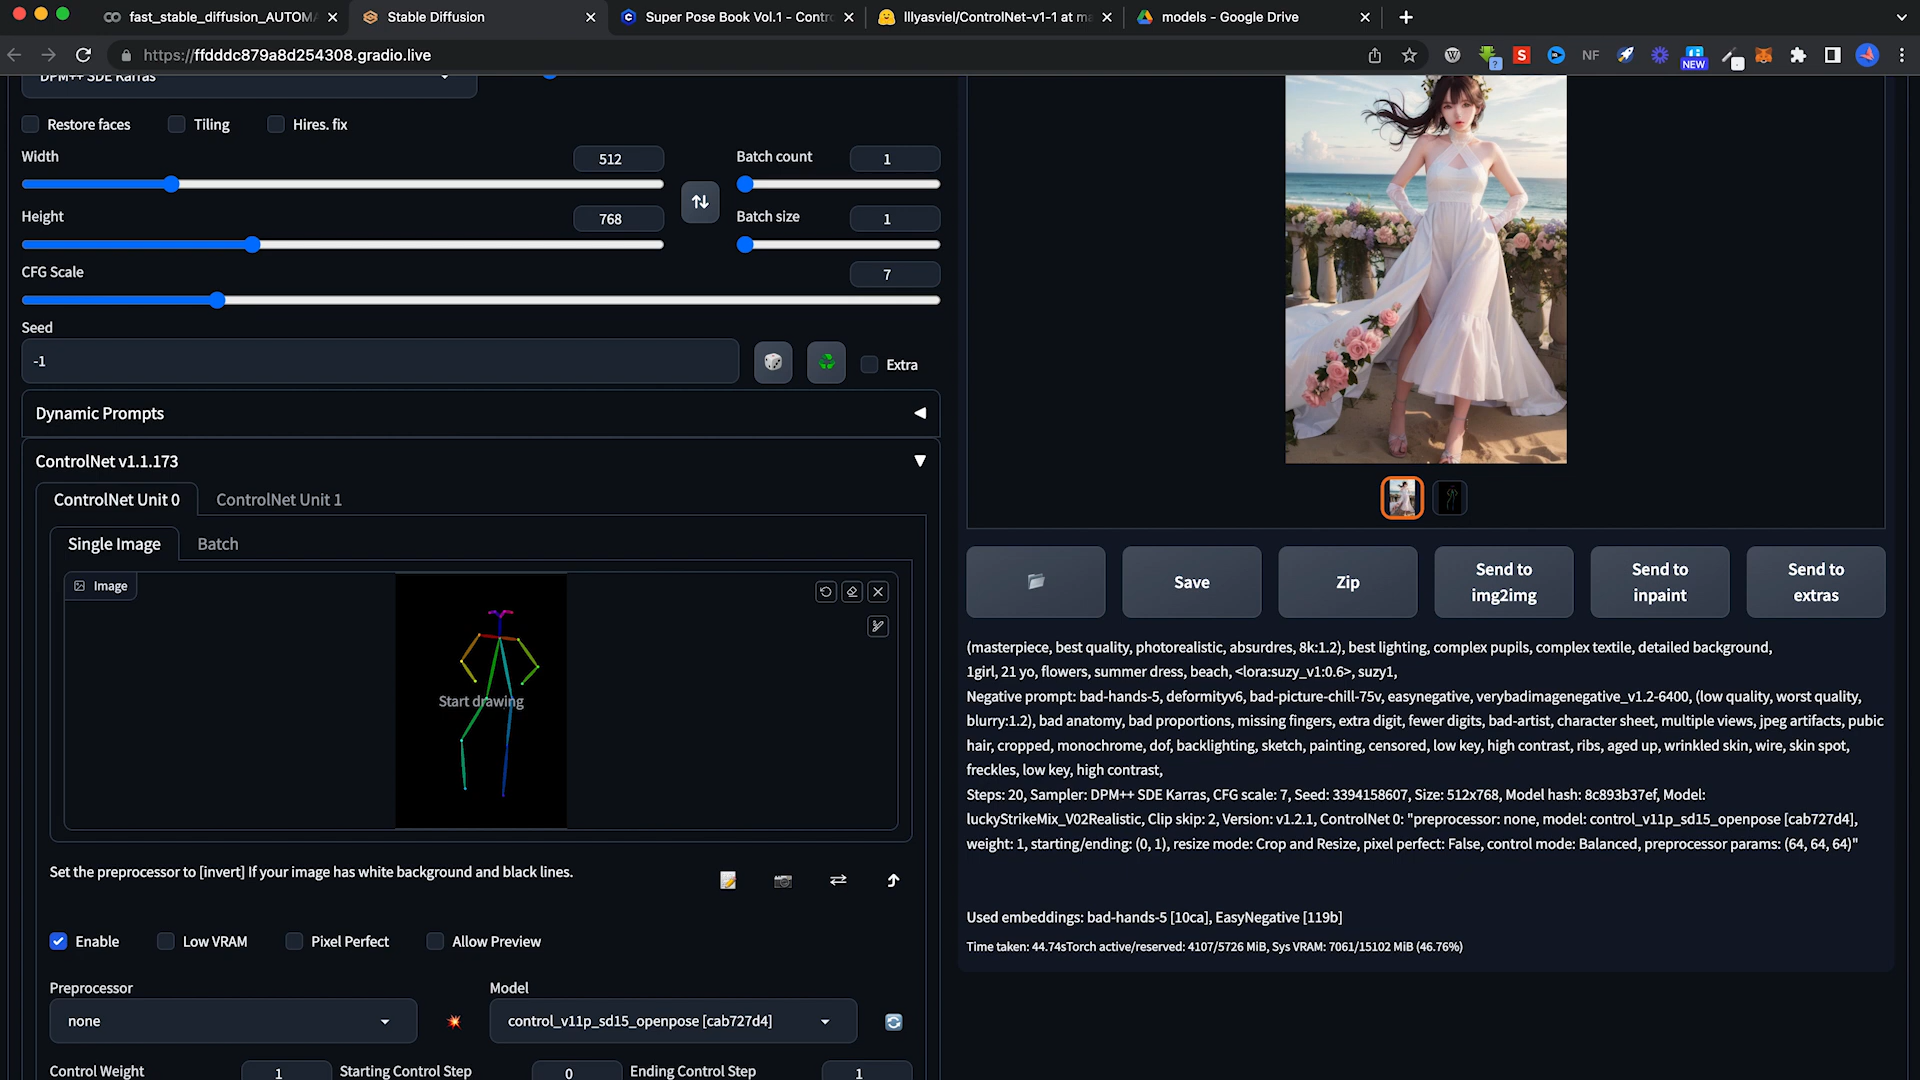 fast_stable_diffusion_AUTOMA
Stable Diffusion
Super Pose Book Vol.1 - Contro
lllyasviel/ControlNet-v1-1 at ma
models - Google Drive
https://ffdddc879a8d254308.gradio.live
NF
NEW
DPM++ SDE Karras
Restore faces
Tiling
Hires. fix
Width
512
Batch count
1
Height
768
Batch size
1
CFG Scale
7
Seed
-1
Extra
Dynamic Prompts
ControlNet v1.1.173
ControlNet Unit 0
ControlNet Unit 1
Single Image
Batch
Image
Start drawing
Set the preprocessor to [invert] If your image has white background and black lines.
Enable
Low VRAM
Pixel Perfect
Allow Preview
Preprocessor
Model
none
control_v11p_sd15_openpose [cab727d4]
Control Weight
1
Starting Control Step
0
Ending Control Step
1
Save
Zip
Send to
img2img
Send to
inpaint
Send to
extras
(masterpiece, best quality, photorealistic, absurdres, 8k:1.2), best lighting, complex pupils, complex textile, detailed background,
1girl, 21 yo, flowers, summer dress, beach, <lora:suzy_v1:0.6>, suzy1,
Negative prompt: bad-hands-5, deformityv6, bad-picture-chill-75v, easynegative, verybadimagenegative_v1.2-6400, (low quality, worst quality,
blurry:1.2), bad anatomy, bad proportions, missing fingers, extra digit, fewer digits, bad-artist, character sheet, multiple views, jpeg artifacts, pubic
hair, cropped, monochrome, dof, backlighting, sketch, painting, censored, low key, high contrast, ribs, aged up, wrinkled skin, wire, skin spot,
freckles, low key, high contrast,
Steps: 20, Sampler: DPM++ SDE Karras, CFG scale: 7, Seed: 3394158607, Size: 512x768, Model hash: 8c893b37ef, Model:
luckyStrikeMix_V02Realistic, Clip skip: 2, Version: v1.2.1, ControlNet 0: "preprocessor: none, model: control_v11p_sd15_openpose [cab727d4],
weight: 1, starting/ending: (0, 1), resize mode: Crop and Resize, pixel perfect: False, control mode: Balanced, preprocessor params: (64, 64, 64)"
Used embeddings: bad-hands-5 [10ca], EasyNegative [119b]
Time taken: 44.74sTorch active/reserved: 4107/5726 MiB, Sys VRAM: 7061/15102 MiB (46.76%)